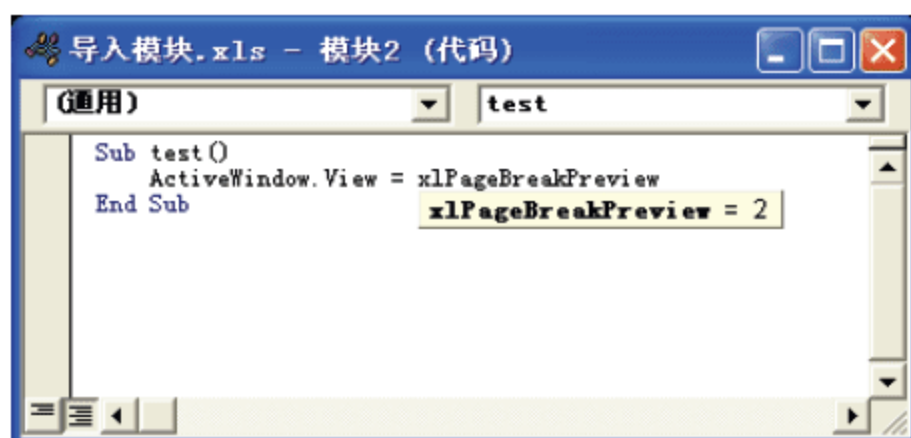 导入模块.xls - 模块2 (代码)
(通用)
test
Sub test()
ActiveWindow.View = xlPageBreakPreview
End Sub
xlPageBreakPreview = 2